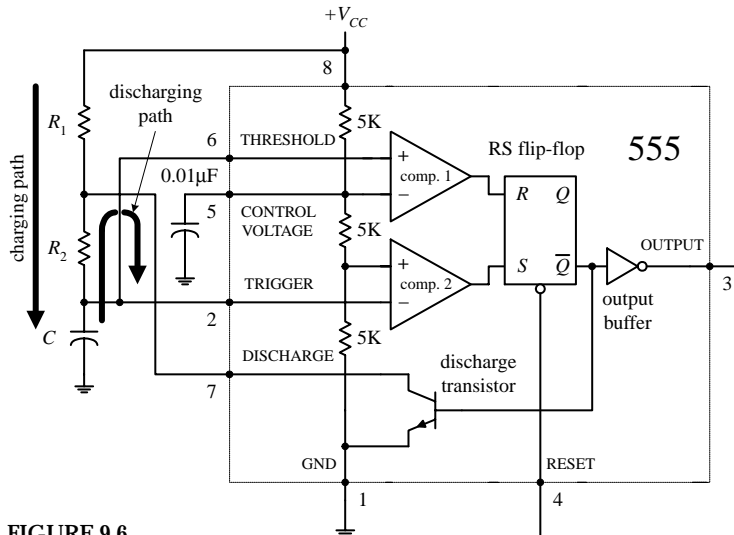 +V_CC
8
discharging
path
R1
5K
6
THRESHOLD
RS flip-flop
555
0.01μF
+
comp. 1
−
R Q
charging path
5
CONTROL
VOLTAGE
5K
R2
+
comp. 2
−
S Q̅
OUTPUT
3
TRIGGER
2
output
buffer
C
5K
DISCHARGE
7
discharge
transistor
GND
RESET
1
4
FIGURE 9.6